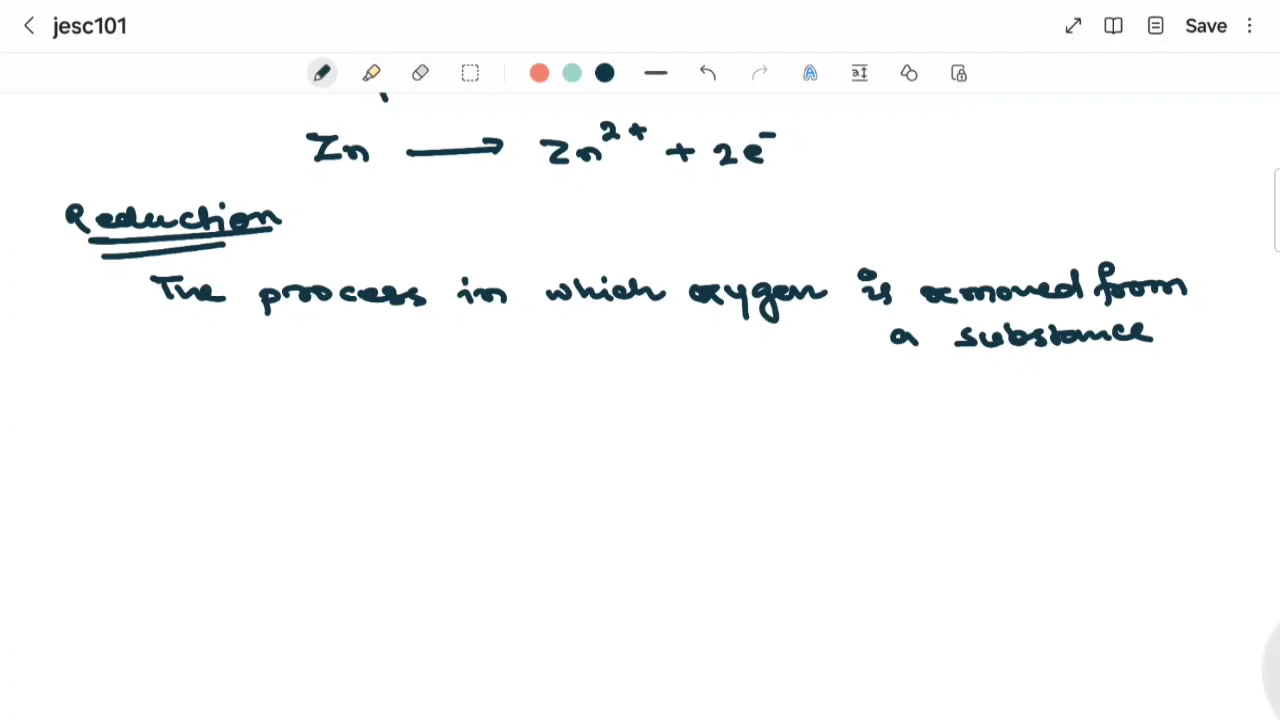 jesc101
Save
Zn → Zn²⁺ + 2e⁻
Reduction
The process in which oxygen is removed from
a substance